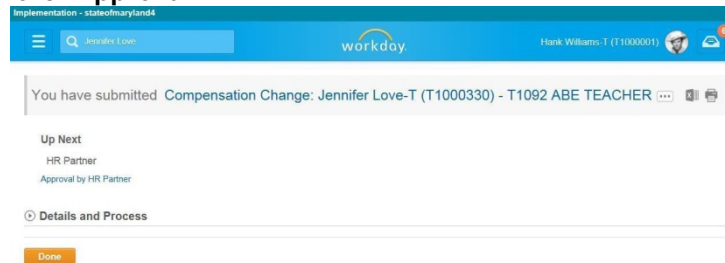 Implementation - stateofmaryland4
Jennifer Love
workday.
Hank Williams-T (T1000001)
You have submitted Compensation Change: Jennifer Love-T (T1000330) - T1092 ABE TEACHER
Up Next
HR Partner
Approval by HR Partner
Details and Process
Done